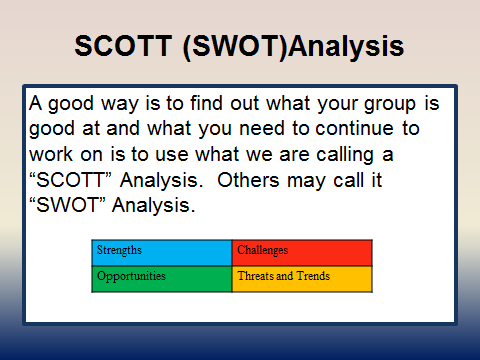 SCOTT (SWOT)Analysis
A good way is to find out what your group is
good at and what you need to continue to
work on is to use what we are calling a
“SCOTT” Analysis.  Others may call it
“SWOT” Analysis.
Strengths
Challenges
Opportunities
Threats and Trends